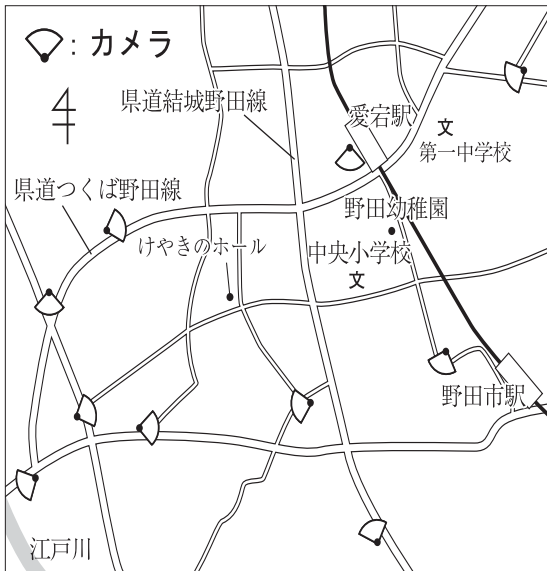 ：カメラ
県道結城野田線
愛宕駅
文
第一中学校
県道つくば野田線
野田幼稚園
けやきのホール
中央小学校
文
野田市駅
江戸川